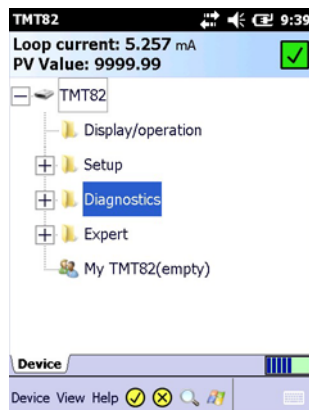 TMT82 9:39
Loop current: 5.257 mA
PV Value: 9999.99
TMT82
Display/operation
Setup
Diagnostics
Expert
My TMT82(empty)
Device
Device View Help